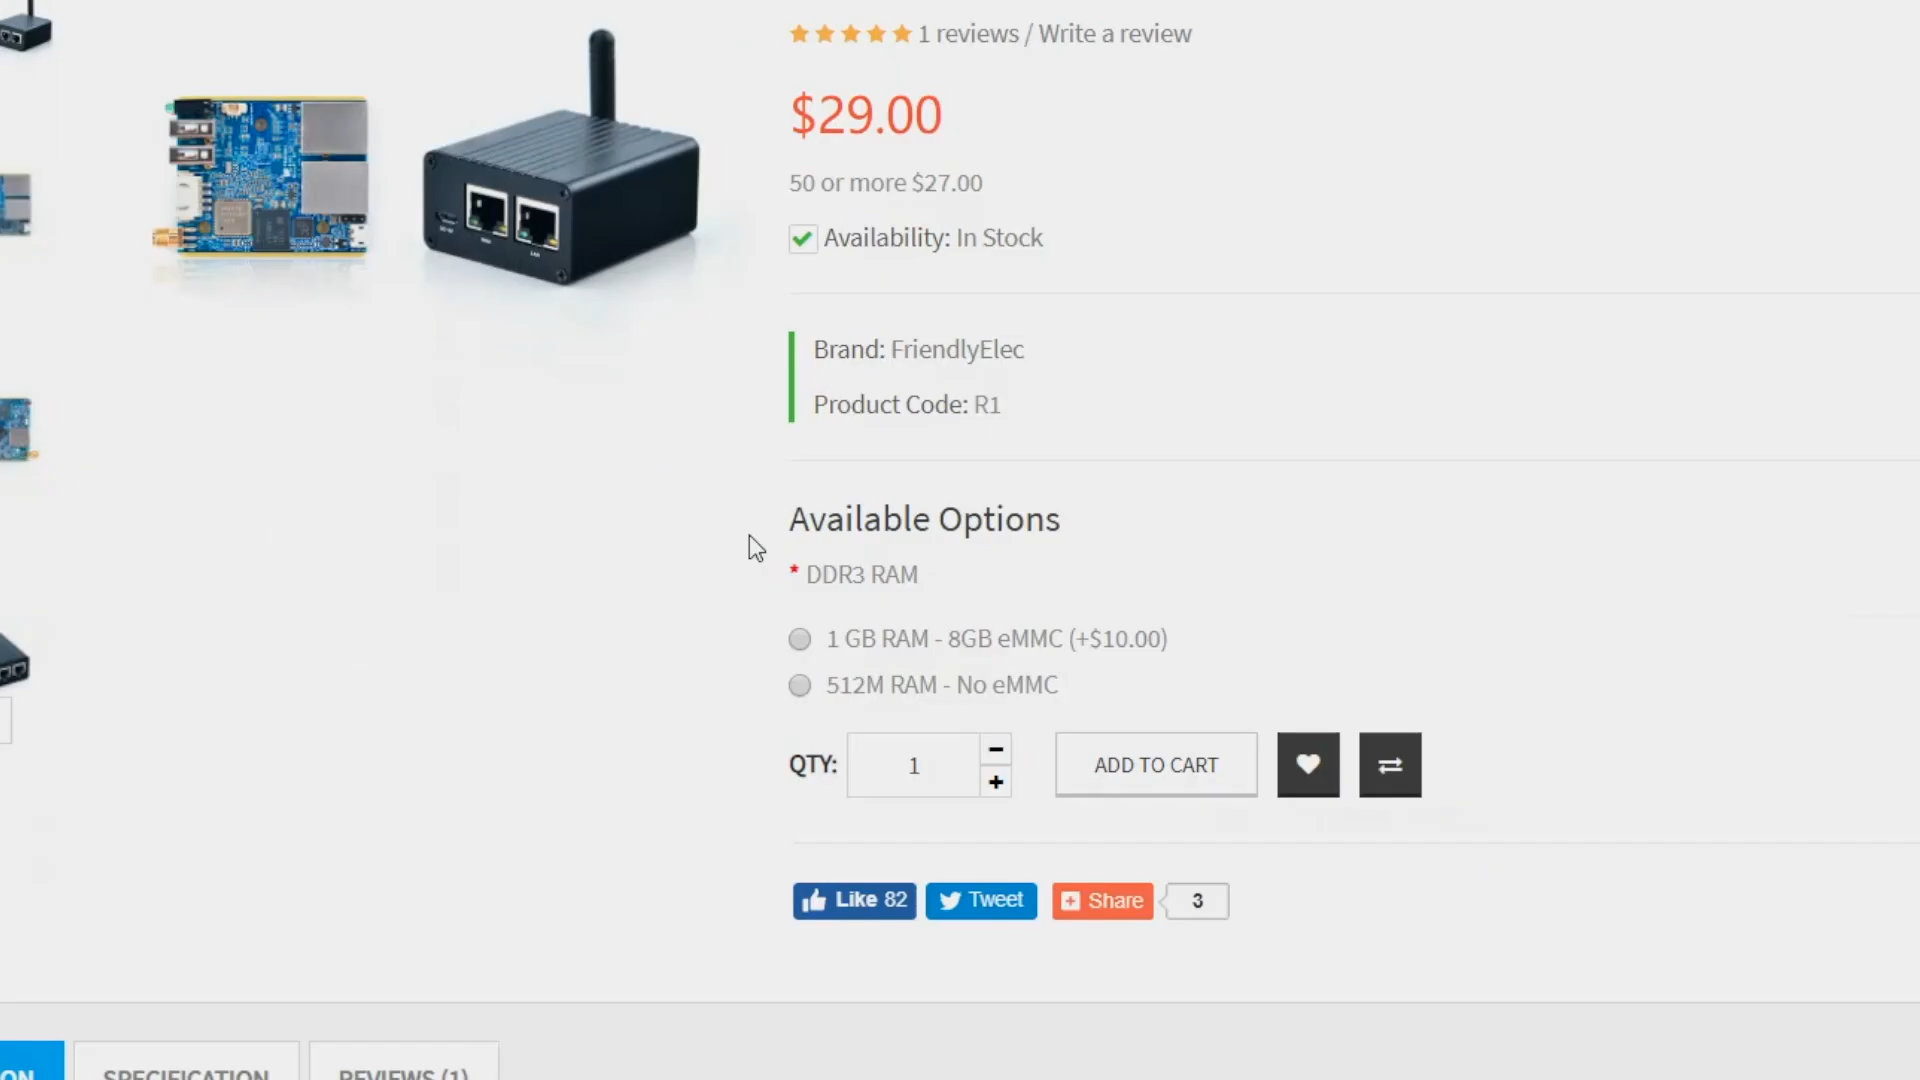 1 reviews / Write a review
$29.00
50 or more $27.00
Availability: In Stock
Brand: FriendlyElec
Product Code: R1
Available Options
* DDR3 RAM
1 GB RAM - 8GB eMMC (+$10.00)
512M RAM - No eMMC
QTY: 1 - + ADD TO CART
Like 82 Tweet Share 3
ON SPECIFICATION REVIEWS (1)